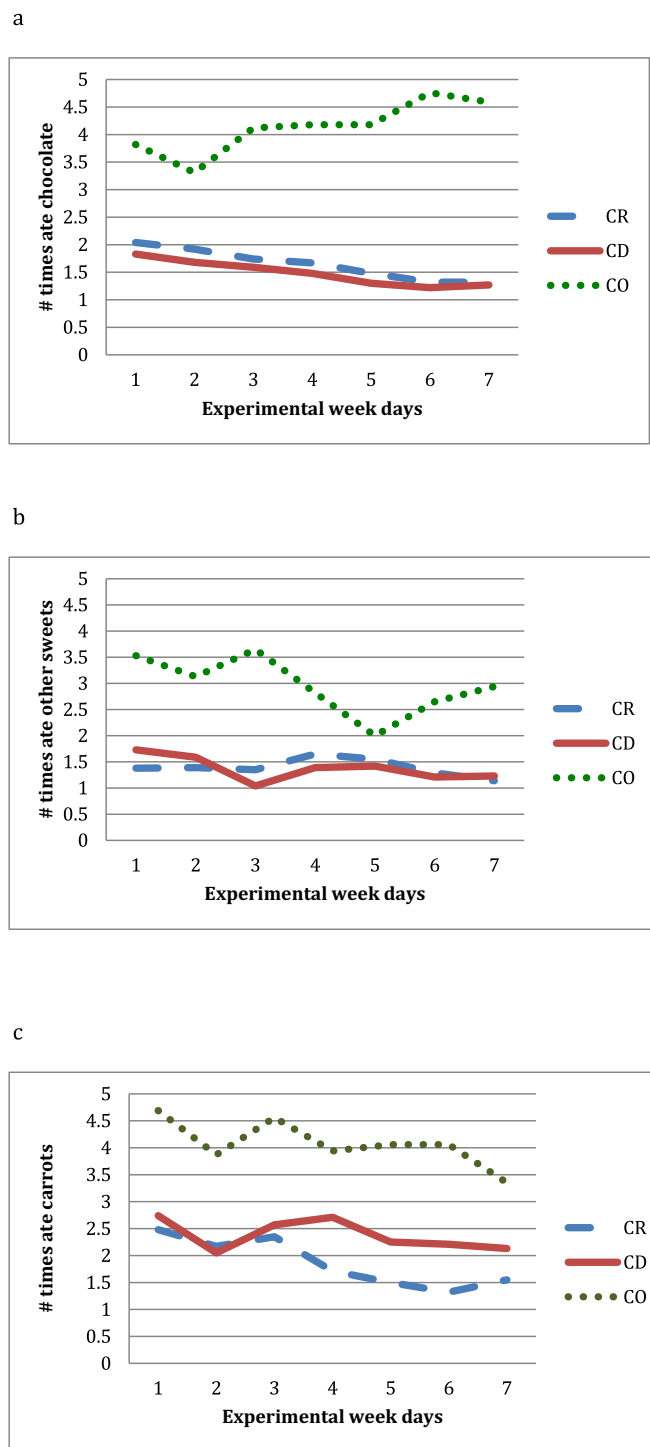 a
# times ate chocolate
5
4.5
4
3.5
3
2.5
2
1.5
1
0.5
0
1 2 3 4 5 6 7
Experimental week days
CR
CD
CO
b
# times ate other sweets
5
4.5
4
3.5
3
2.5
2
1.5
1
0.5
0
1 2 3 4 5 6 7
Experimental week days
CR
CD
CO
c
# times ate carrots
5
4.5
4
3.5
3
2.5
2
1.5
1
0.5
0
1 2 3 4 5 6 7
Experimental week days
CR
CD
CO